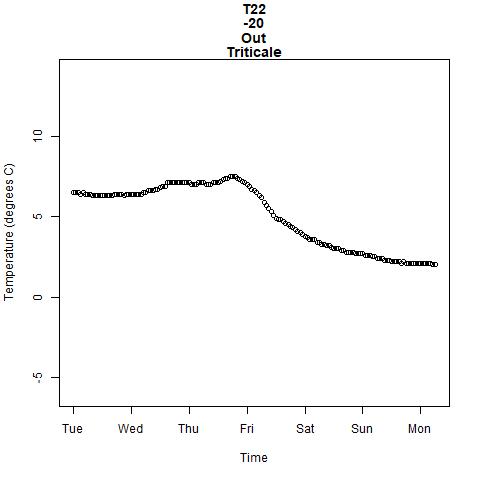 T22
-20
Out
Triticale
Temperature (degrees C)
10
5
0
-5
Tue Wed Thu Fri Sat Sun Mon
Time